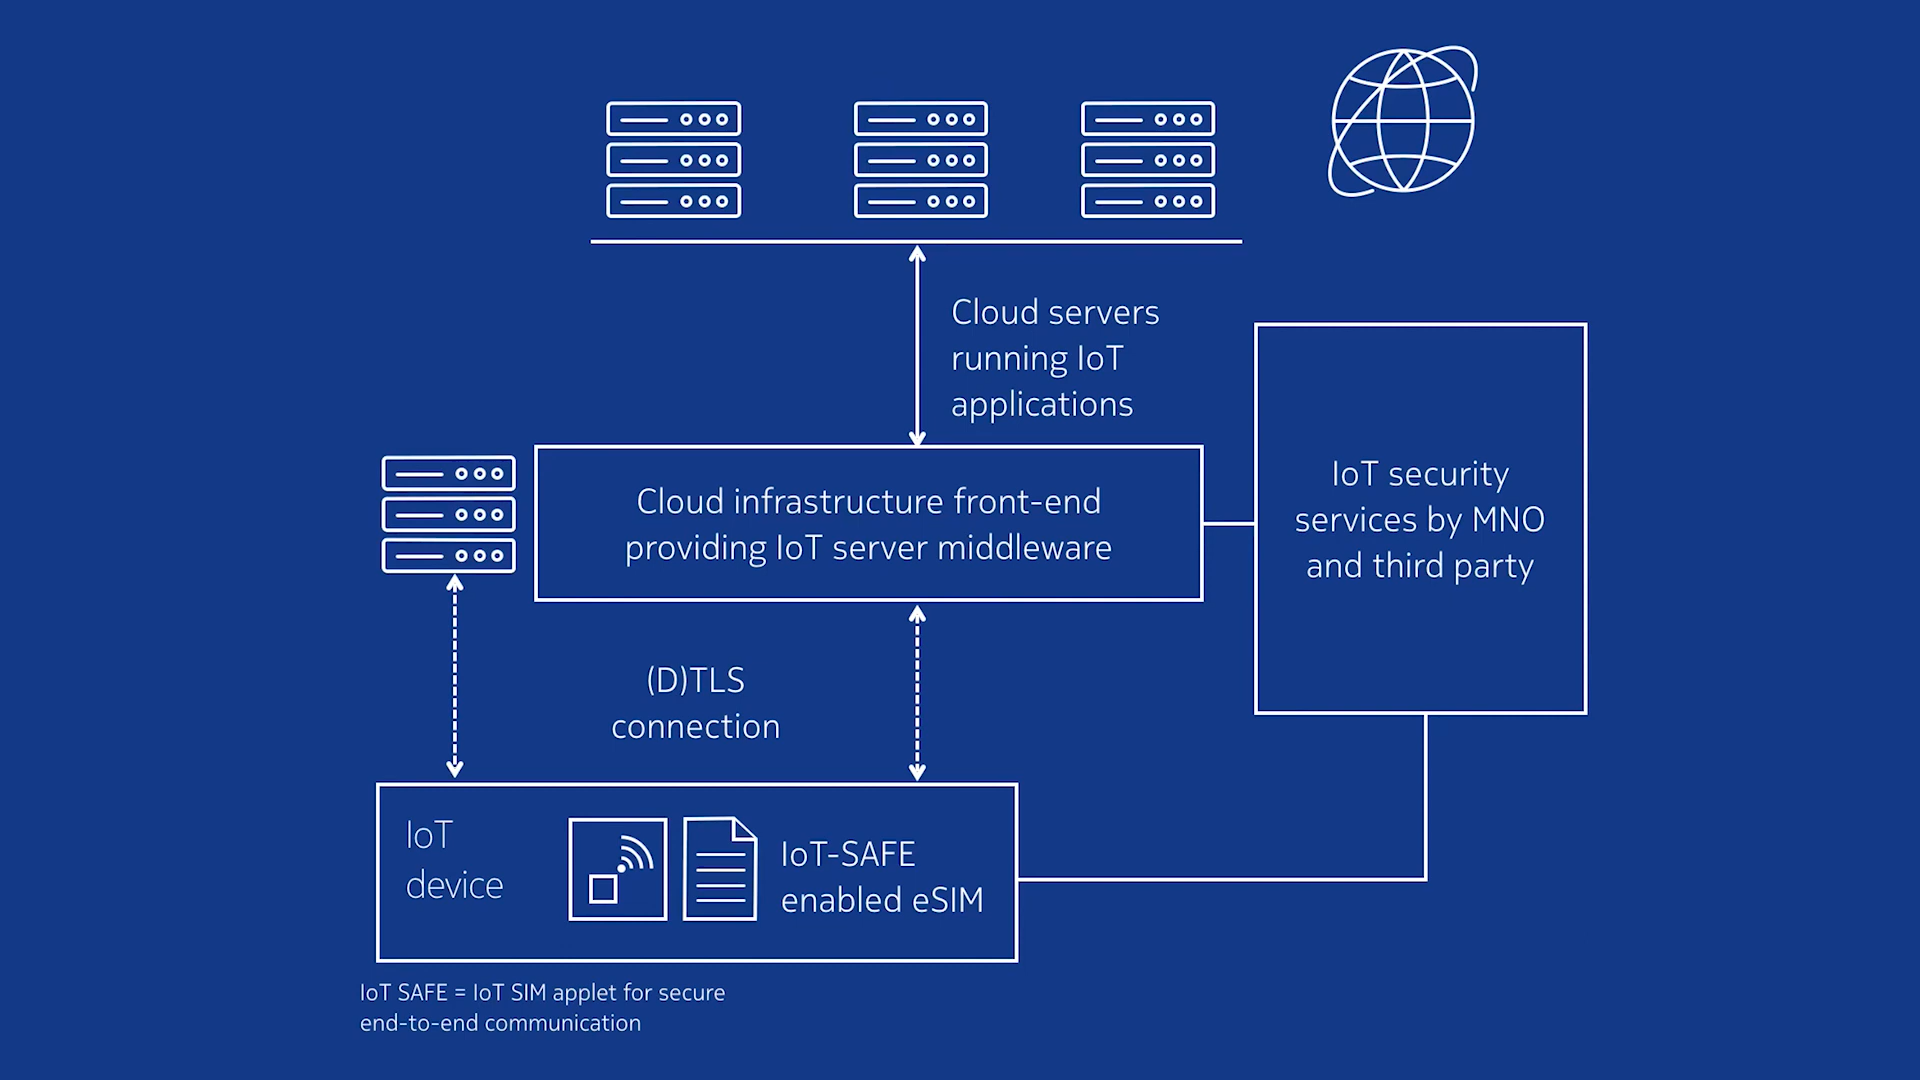 Cloud servers
running IoT
applications
Cloud infrastructure front-end
providing IoT server middleware
IoT security
services by MNO
and third party
(D)TLS
connection
IoT
device
IoT-SAFE
enabled eSIM
IoT SAFE = IoT SIM applet for secure
end-to-end communication